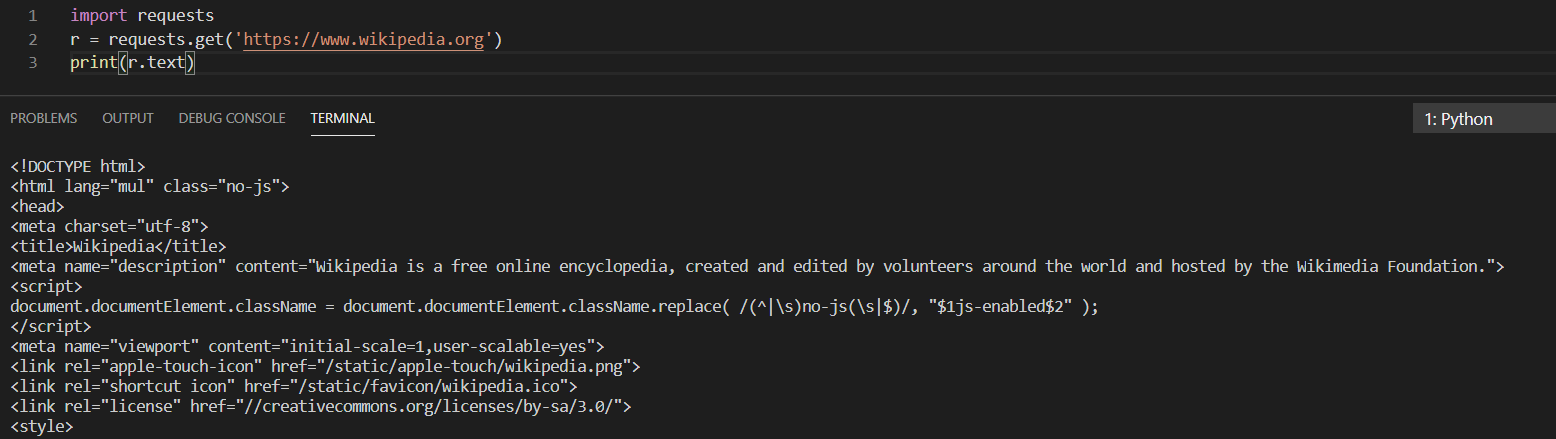 1 import requests
2 r = requests.get('https://www.wikipedia.org')
3 print(r.text)
PROBLEMS OUTPUT DEBUG CONSOLE TERMINAL 1: Python
<!DOCTYPE html>
<html lang="mul" class="no-js">
<head>
<meta charset="utf-8">
<title>Wikipedia</title>
<meta name="description" content="Wikipedia is a free online encyclopedia, created and edited by volunteers around the world and hosted by the Wikimedia Foundation.">
<script>
document.documentElement.className = document.documentElement.className.replace( /(^|\s)no-js(\s|$)/, "$1js-enabled$2" );
</script>
<meta name="viewport" content="initial-scale=1,user-scalable=yes">
<link rel="apple-touch-icon" href="/static/apple-touch/wikipedia.png">
<link rel="shortcut icon" href="/static/favicon/wikipedia.ico">
<link rel="license" href="//creativecommons.org/licenses/by-sa/3.0/">
<style>